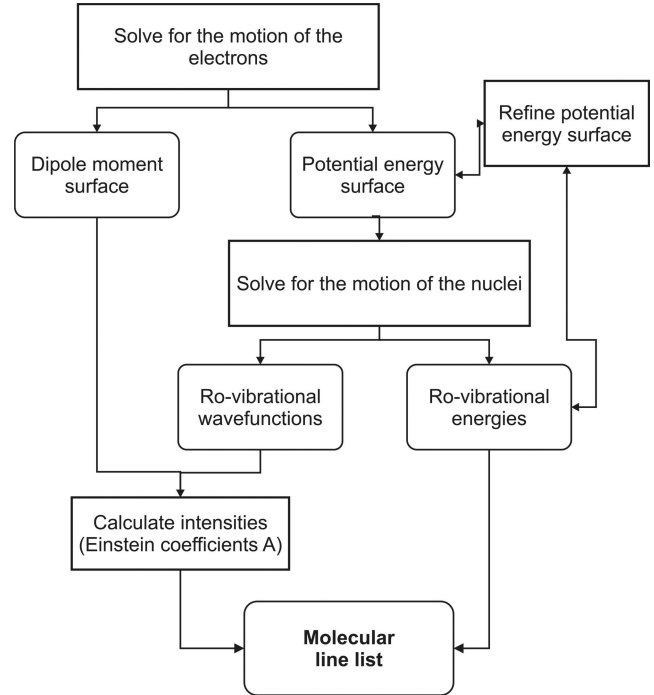 Solve for the motion of the
electrons
Refine potential
energy surface
Dipole moment
surface
Potential energy
surface
Solve for the motion of the nuclei
Ro-vibrational
wavefunctions
Ro-vibrational
energies
Calculate intensities
(Einstein coefficients A)
Molecular
line list